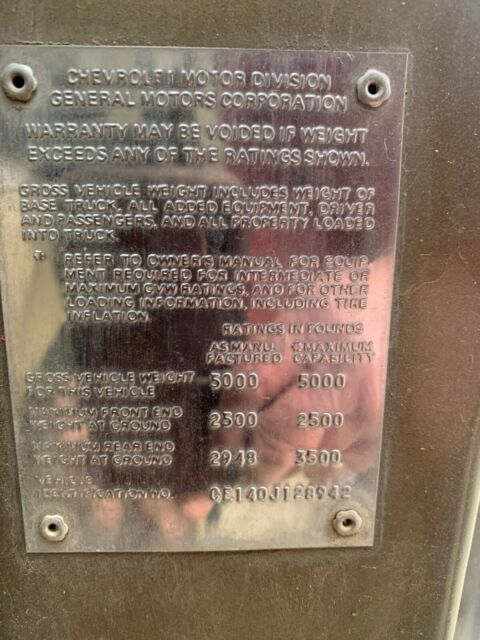 CHEVROLET MOTOR DIVISION
GENERAL MOTORS CORPORATION
WARRANTY MAY BE VOIDED IF WEIGHT
EXCEEDS ANY OF THE RATINGS SHOWN.
GROSS VEHICLE WEIGHT INCLUDES WEIGHT OF
BASE TRUCK, ALL ADDED EQUIPMENT, DRIVER
AND PASSENGERS, AND ALL PROPERTY LOADED
INTO TRUCK.
REFER TO OWNER'S MANUAL FOR EQUIP-
MENT REQUIRED FOR INTERMEDIATE OR
MAXIMUM GVW RATINGS, AND FOR OTHER
LOADING INFORMATION, INCLUDING TIRE
INFLATION.
RATINGS IN POUNDS
AS MANU- MAXIMUM
FACTURED CAPABILITY
GROSS VEHICLE WEIGHT 5000 5000
FOR THIS VEHICLE
MAXIMUM FRONT END 2500 2500
WEIGHT AT GROUND
MAXIMUM REAR END 2948 3500
WEIGHT AT GROUND
VEHICLE
IDENTIFICATION NO. CE140J128942